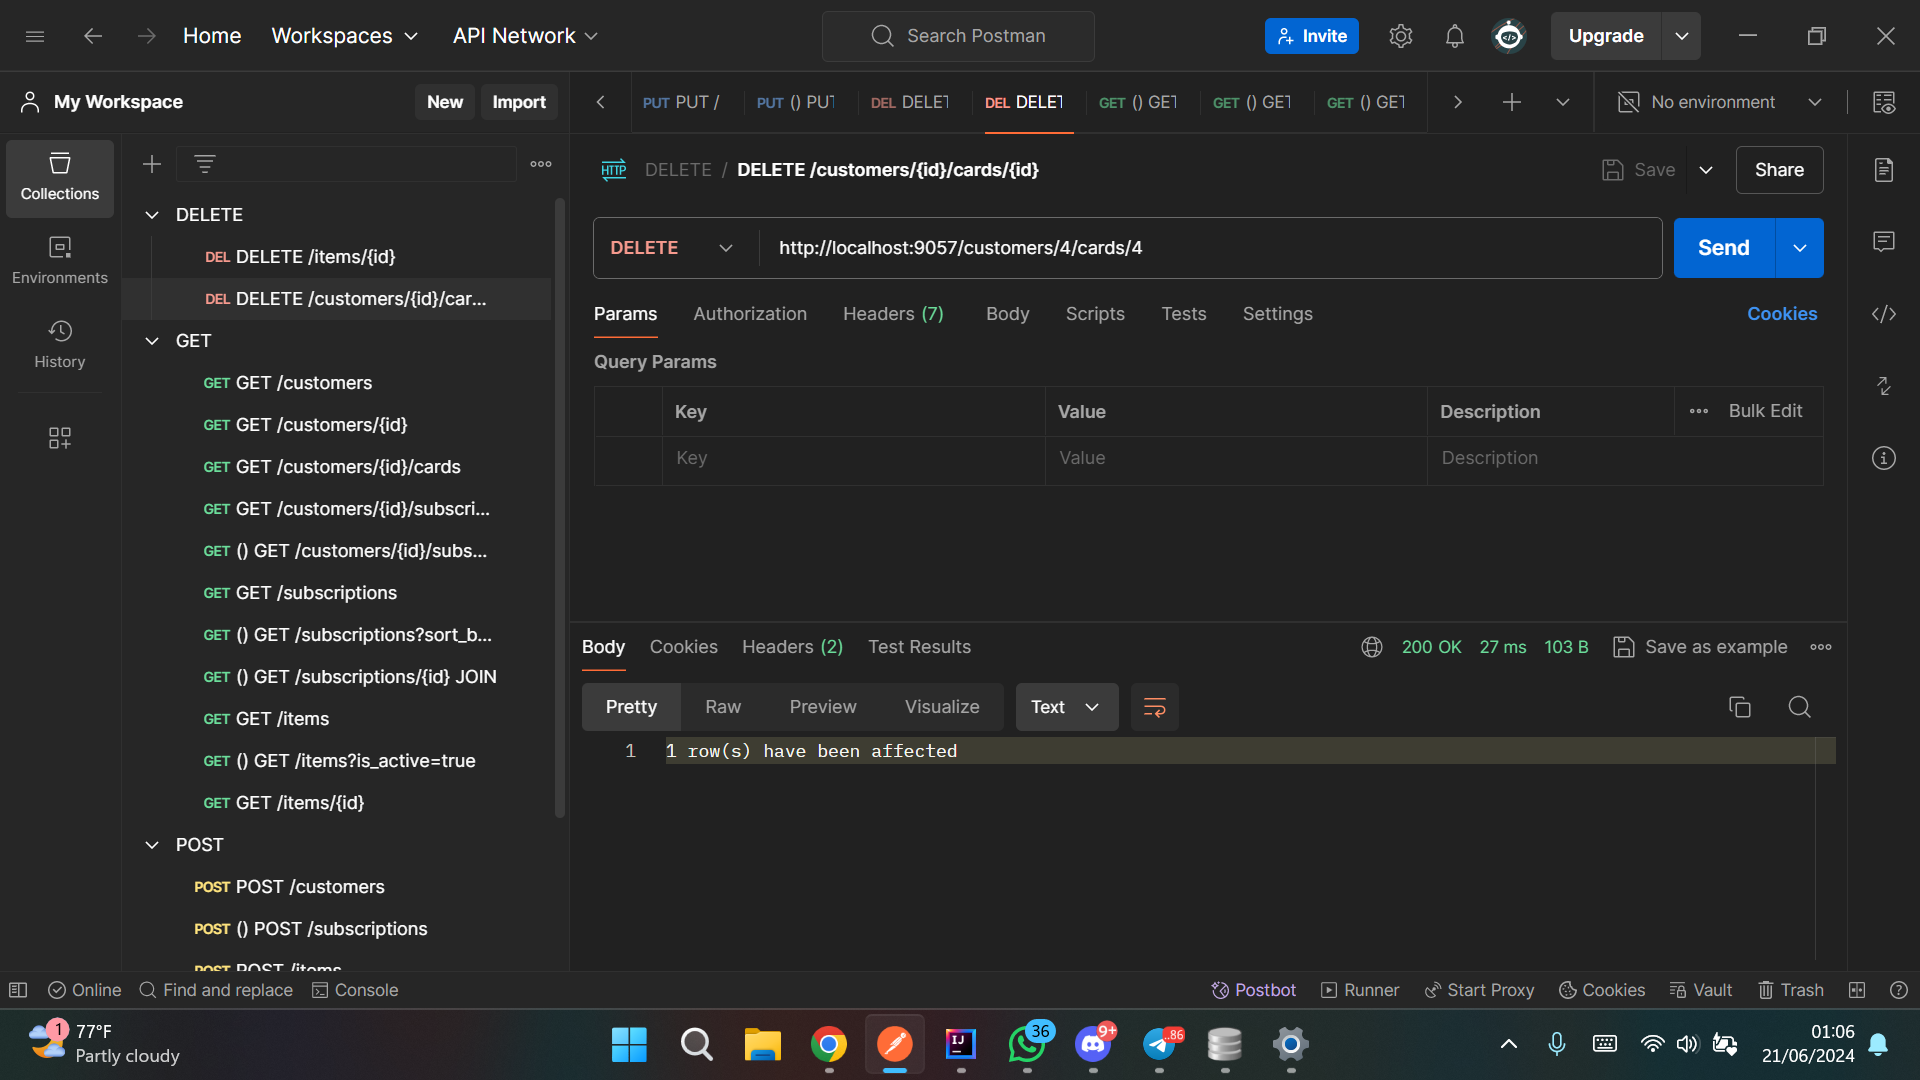 Home
Workspaces
API Network
Search Postman
Invite
Upgrade
My Workspace
New
Import
PUT PUT /
PUT () PUT
DEL DELET
DEL DELET
GET () GET
GET () GET
GET () GET
No environment
Collections
Environments
History
DELETE
DEL DELETE /items/{id}
DEL DELETE /customers/{id}/car...
GET
GET GET /customers
GET GET /customers/{id}
GET GET /customers/{id}/cards
GET GET /customers/{id}/subscri...
GET () GET /customers/{id}/subs...
GET GET /subscriptions
GET () GET /subscriptions?sort_b...
GET () GET /subscriptions/{id} JOIN
GET GET /items
GET () GET /items?is_active=true
GET GET /items/{id}
POST
POST POST /customers
POST () POST /subscriptions
POST POST /items
HTTP DELETE / DELETE /customers/{id}/cards/{id}
Save
Share
DELETE
http://localhost:9057/customers/4/cards/4
Send
Params
Authorization
Headers (7)
Body
Scripts
Tests
Settings
Cookies
Query Params
Key
Value
Description
Bulk Edit
Key
Value
Description
Body
Cookies
Headers (2)
Test Results
200 OK
27 ms
103 B
Save as example
Pretty
Raw
Preview
Visualize
Text
1
1 row(s) have been affected
Online
Find and replace
Console
Postbot
Runner
Start Proxy
Cookies
Vault
Trash
1
77°F
Partly cloudy
IJ
36
9+
..86
01:06
21/06/2024